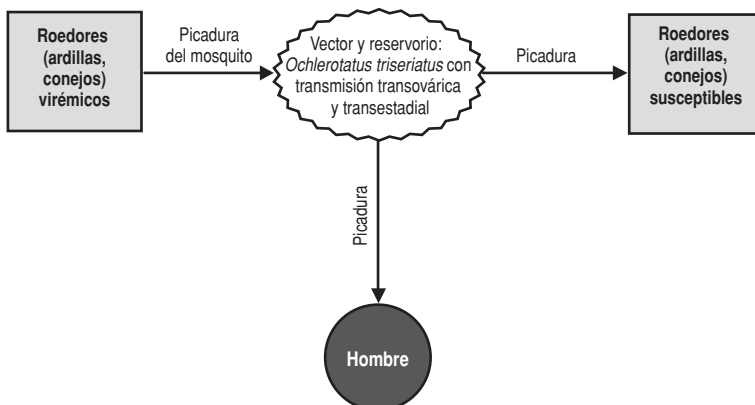 Roedores
(ardillas,
conejos)
virémicos
Picadura
del mosquito
Vector y reservorio:
Ochlerotatus triseriatus con
transmisión transovárica
y transestadial
Picadura
Roedores
(ardillas,
conejos)
susceptibles
Picadura
Hombre